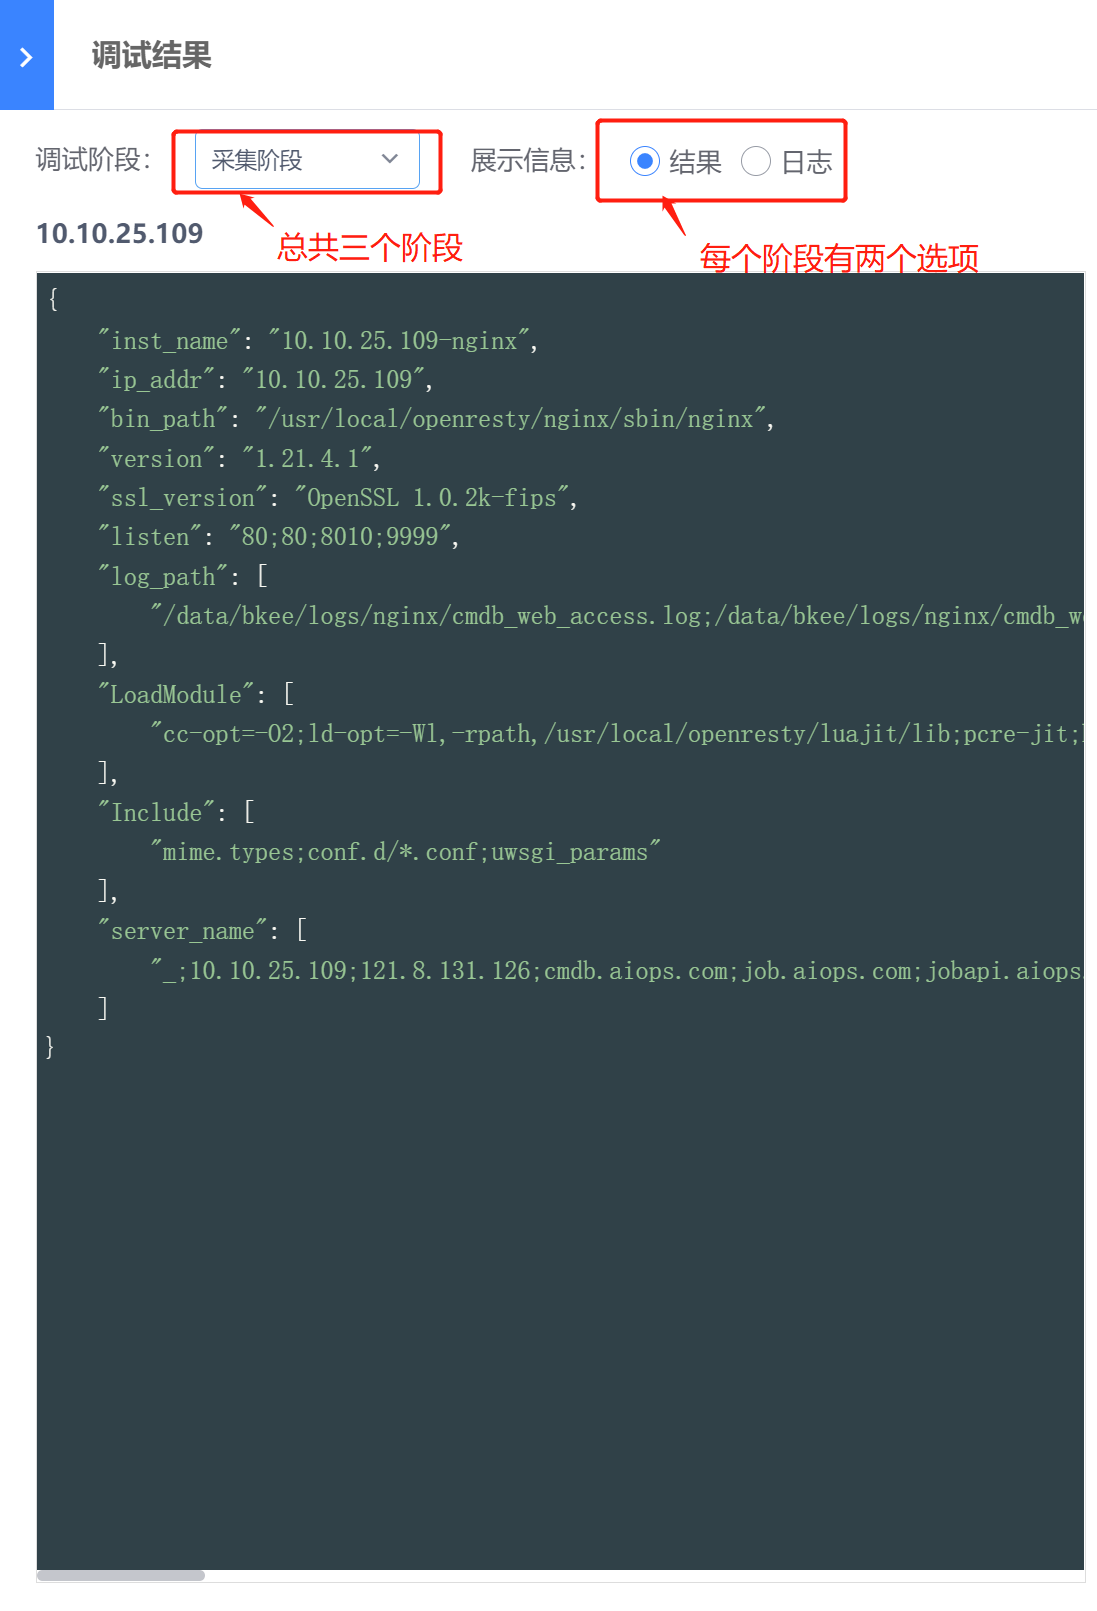 调试结果
调试阶段： 采集阶段 展示信息： 结果 日志
10.10.25.109
总共三个阶段
每个阶段有两个选项
{
"inst_name": "10.10.25.109-nginx",
"ip_addr": "10.10.25.109",
"bin_path": "/usr/local/openresty/nginx/sbin/nginx",
"version": "1.21.4.1",
"ssl_version": "OpenSSL 1.0.2k-fips",
"listen": "80;80;8010;9999",
"log_path": [
"/data/bkee/logs/nginx/cmdb_web_access.log;/data/bkee/logs/nginx/cmdb_w
],
"LoadModule": [
"cc-opt=-O2;ld-opt=-Wl,-rpath,/usr/local/openresty/luajit/lib;pcre-jit;
],
"Include": [
"mime.types;conf.d/*.conf;uwsgi_params"
],
"server_name": [
"_;10.10.25.109;121.8.131.126;cmdb.aiops.com;job.aiops.com;jobapi.aiops.
]
}